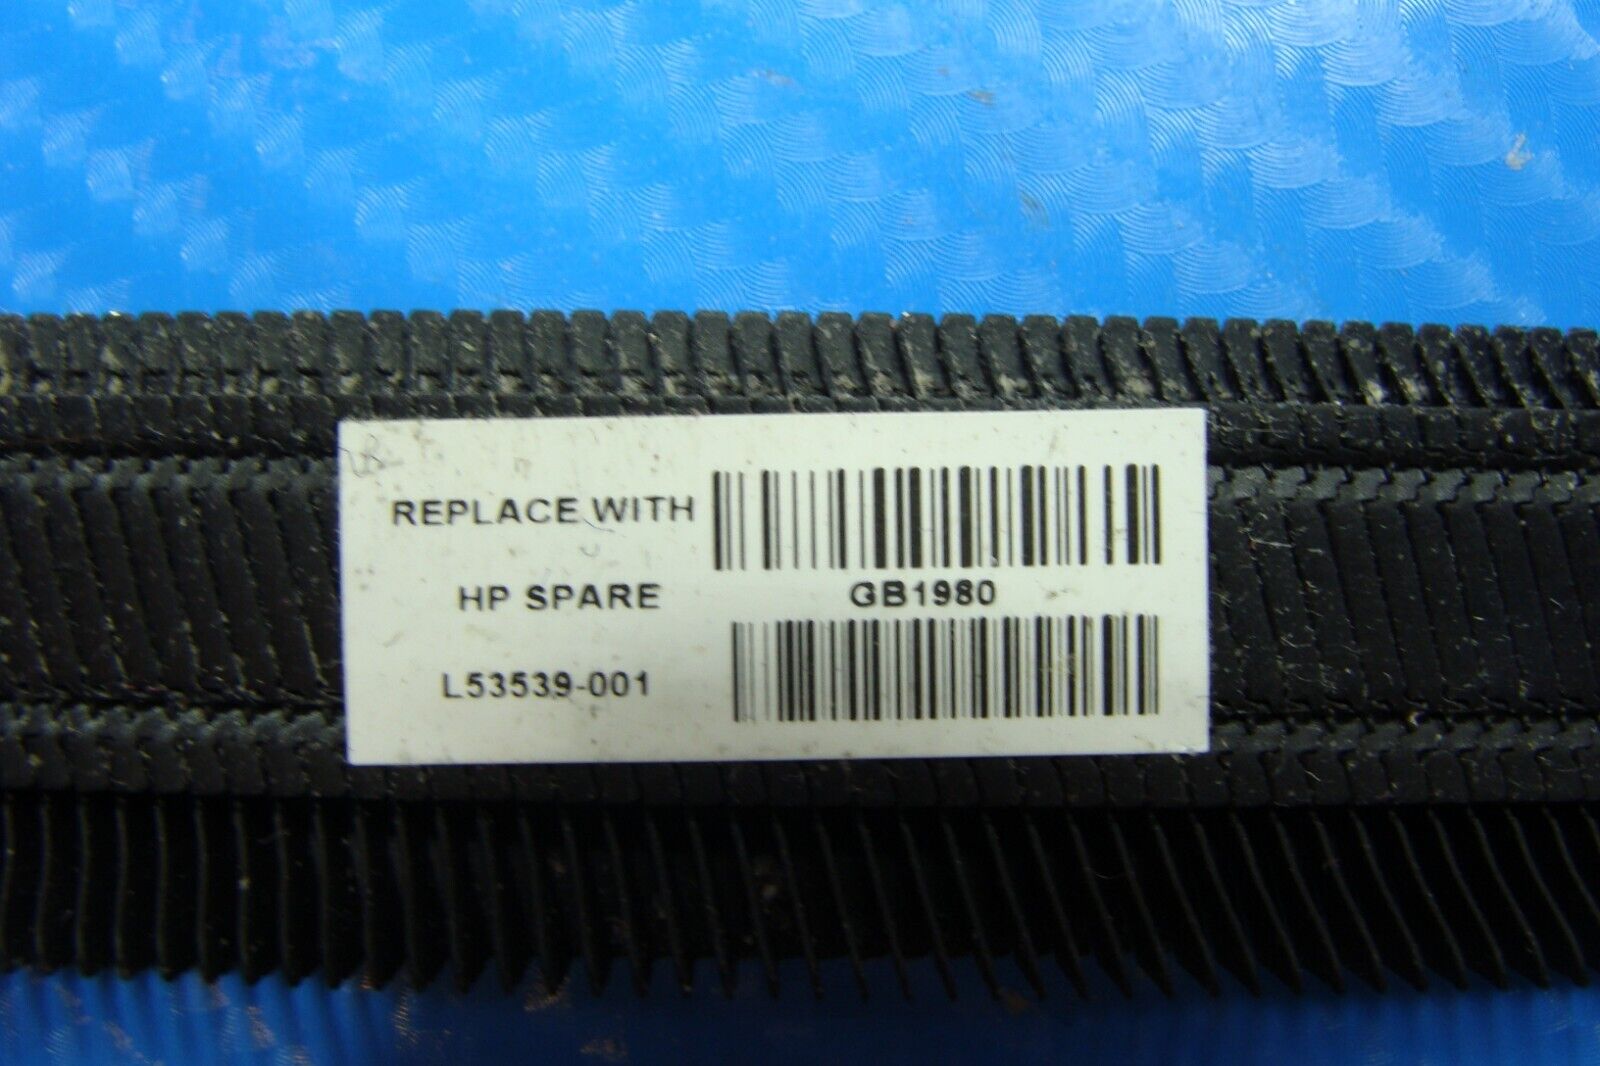 REPLACE WITH
HP SPARE
GB1980
L53539-001